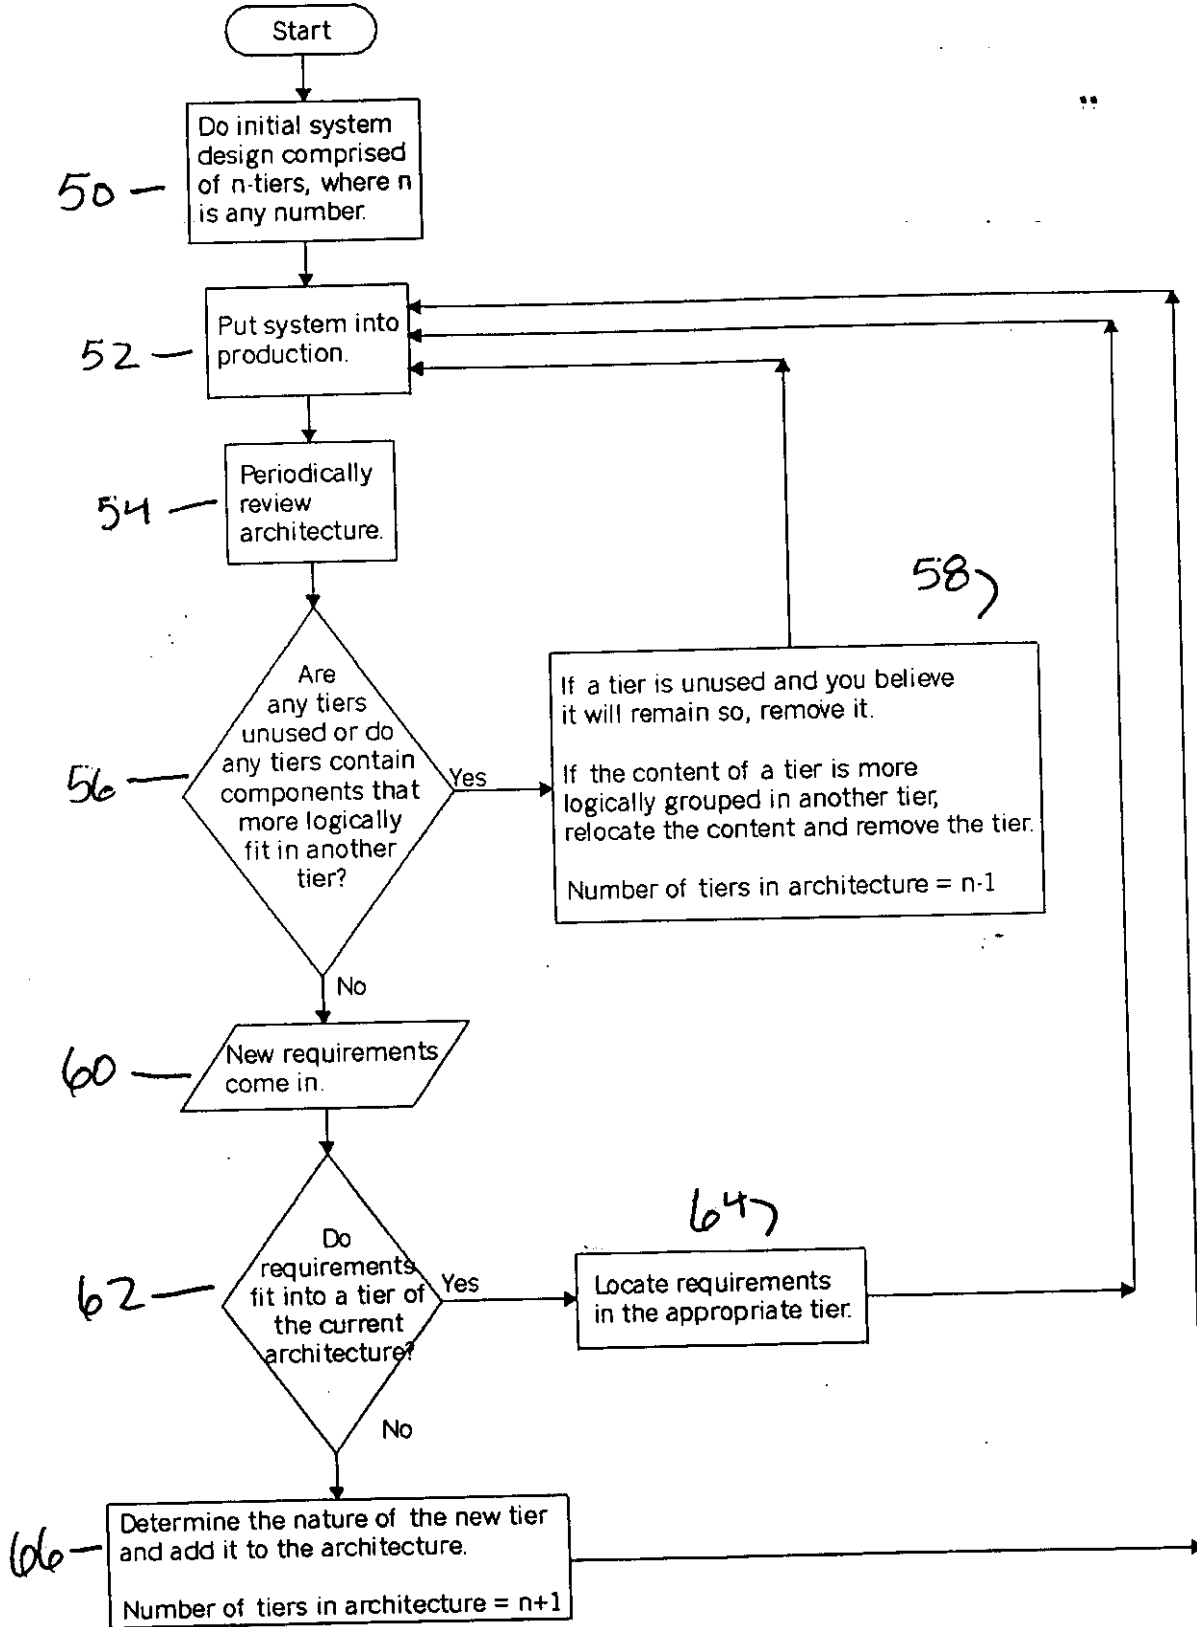 Start
Do initial system
design comprised
of n-tiers, where n
is any number.
50
Put system into
production.
52
Periodically
review
architecture.
54
58
Are
any tiers
unused or do
any tiers contain
components that
more logically
fit in another
tier?
56
Yes
If a tier is unused and you believe
it will remain so, remove it.
If the content of a tier is more
logically grouped in another tier,
relocate the content and remove the tier.
Number of tiers in architecture = n-1
No
New requirements
come in.
60
64
Do
requirements
fit into a tier of
the current
architecture?
62
Yes
Locate requirements
in the appropriate tier.
No
Determine the nature of the new tier
and add it to the architecture.
Number of tiers in architecture = n+1
66